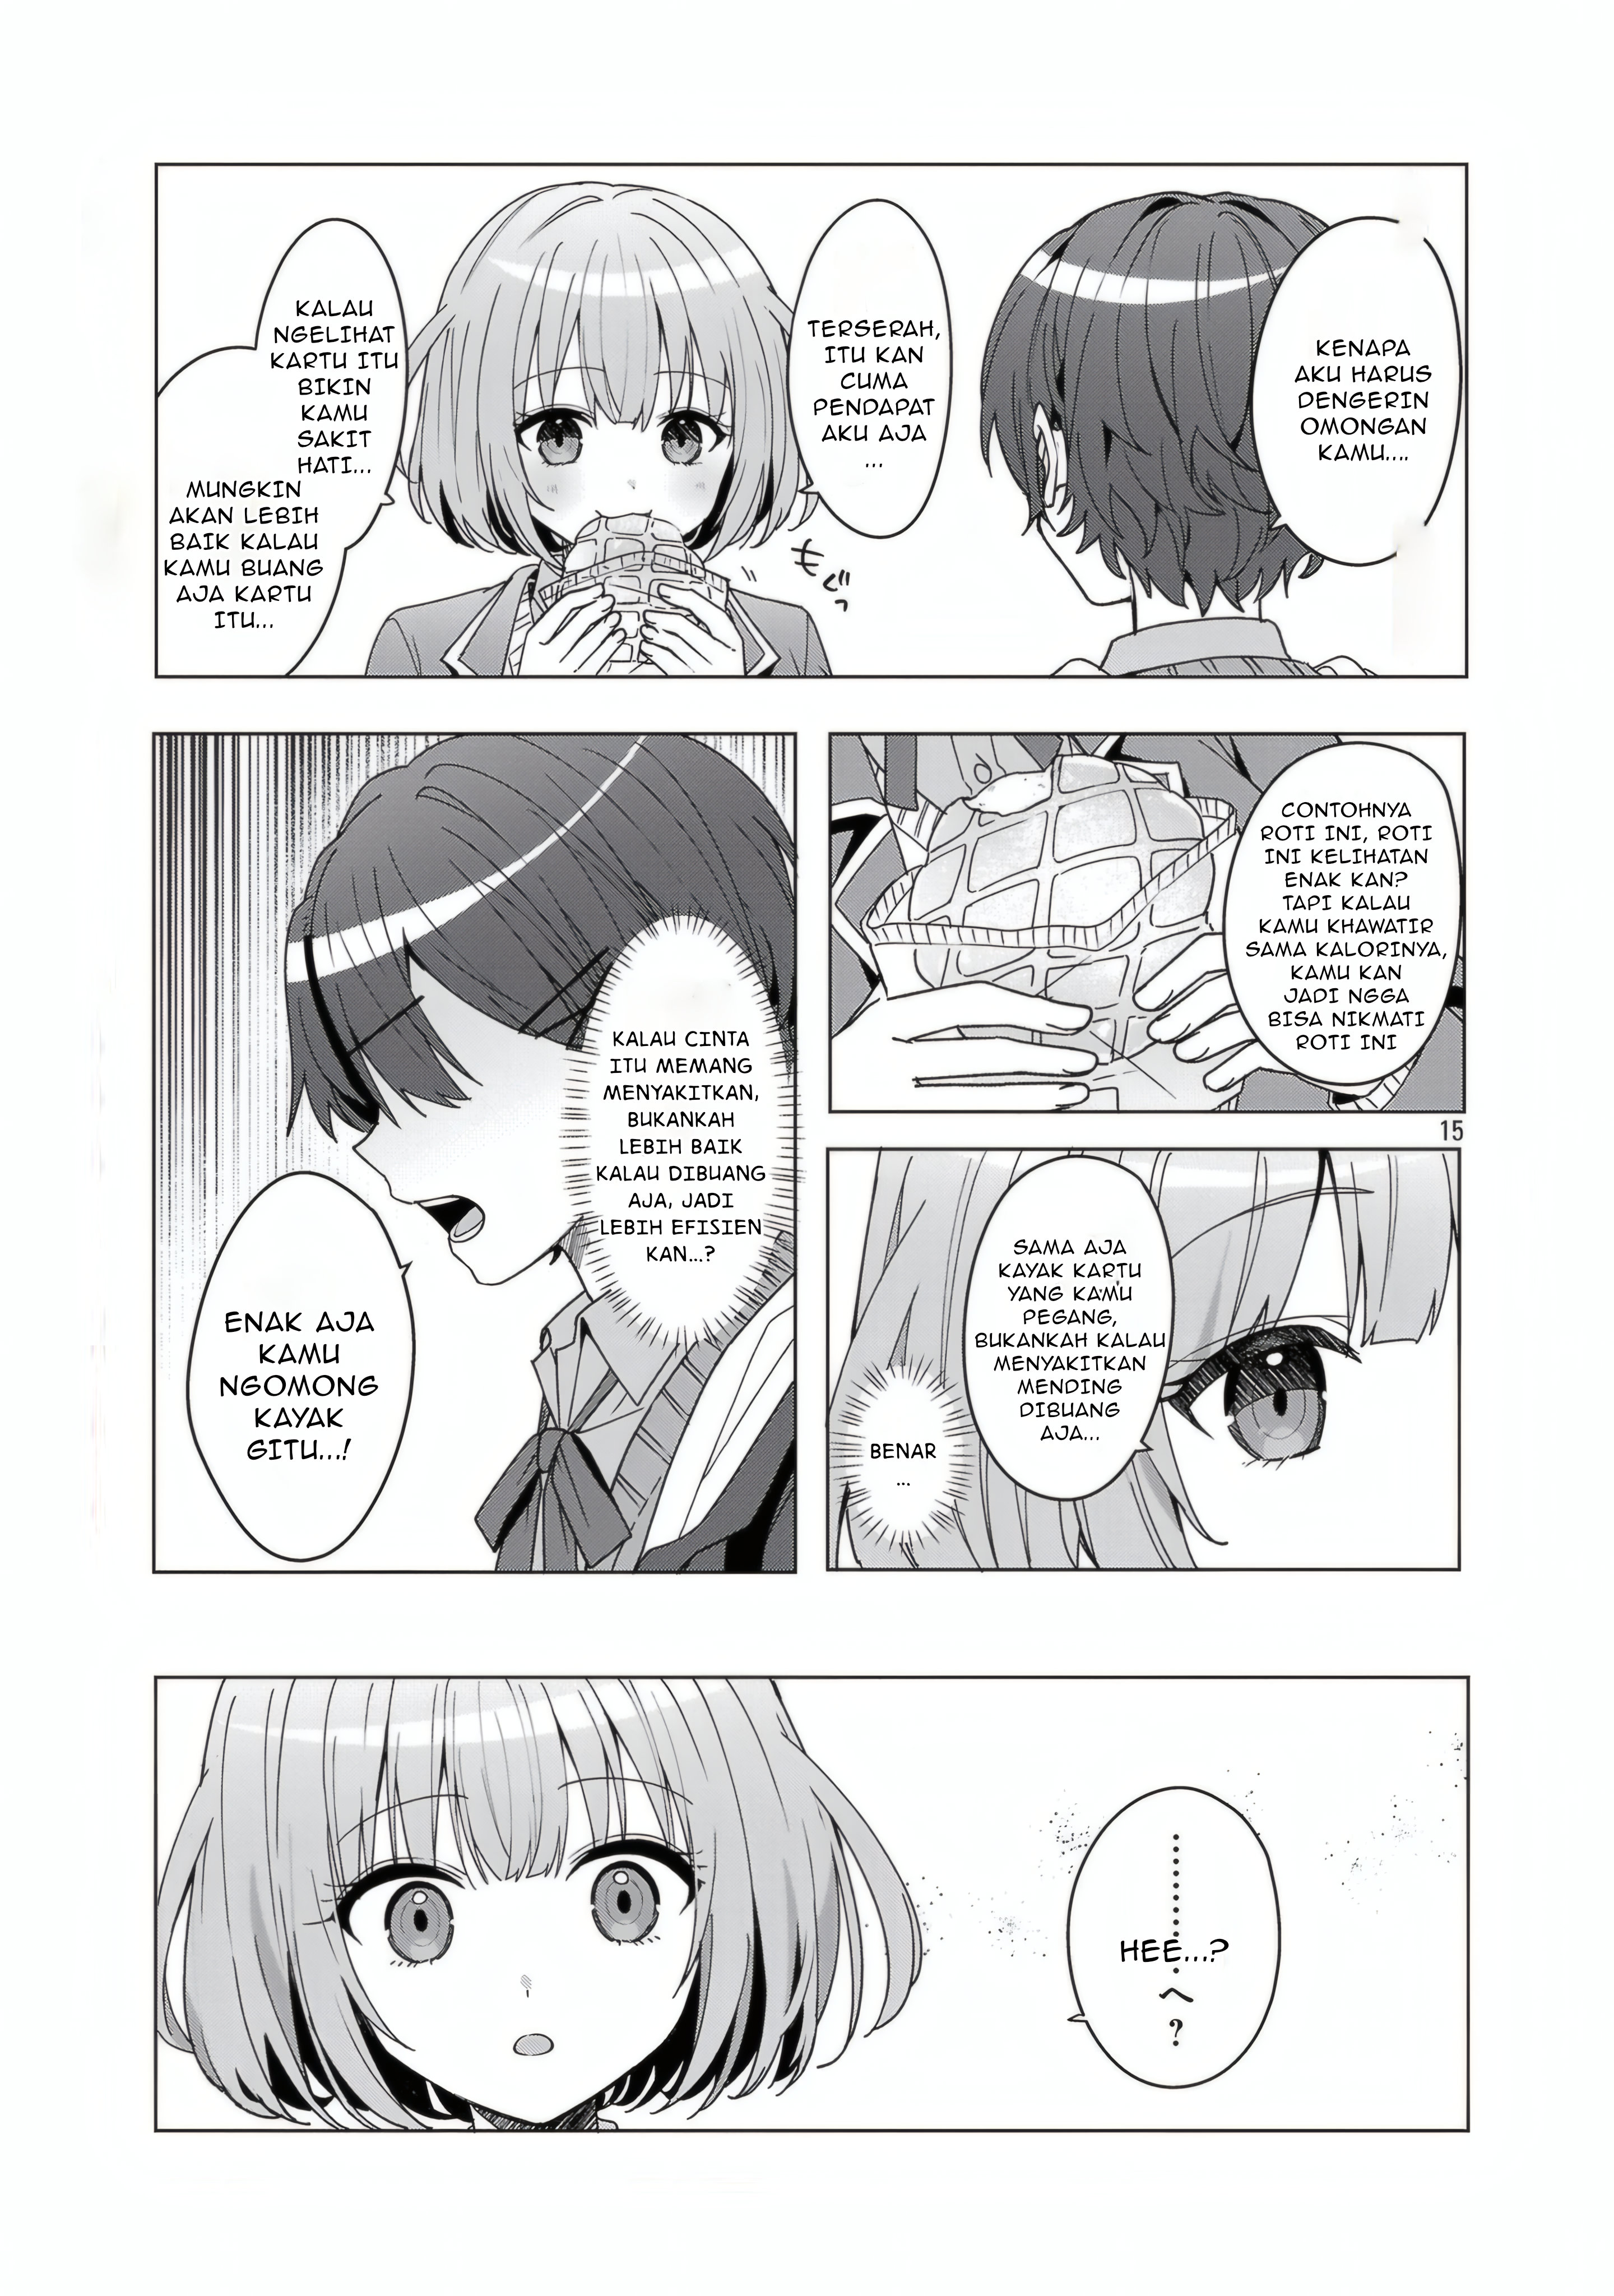 KENAPA
AKU HARUS
DENGERIN
OMONGAN
KAMU....
TERSERAH,
ITU KAN
CUMA
PENDAPAT
AKU AJA
...
もぐっ
KALAU
NGELIHAT
KARTU ITU
BIKIN
KAMU
SAKIT
HATI...
MUNGKIN
AKAN LEBIH
BAIK KALAU
KAMU BUANG
AJA KARTU
ITU...
CONTOHNYA
ROTI INI, ROTI
INI KELIHATAN
ENAK KAN?
TAPI KALAU
KAMU KHAWATIR
SAMA KALORINYA,
KAMU KAN
JADI NGGA
BISA NIKMATI
ROTI INI
15
SAMA AJA
KAYAK KARTU
YANG KAMU
PEGANG,
BUKANKAH KALAU
MENYAKITKAN
MENDING
DIBUANG
AJA...
BENAR
...
KALAU CINTA
ITU MEMANG
MENYAKITKAN,
BUKANKAH
LEBIH BAIK
KALAU DIBUANG
AJA, JADI
LEBIH EFISIEN
KAN...?
ENAK AJA
KAMU
NGOMONG
KAYAK
GITU...!
HEE...?
…………へ?